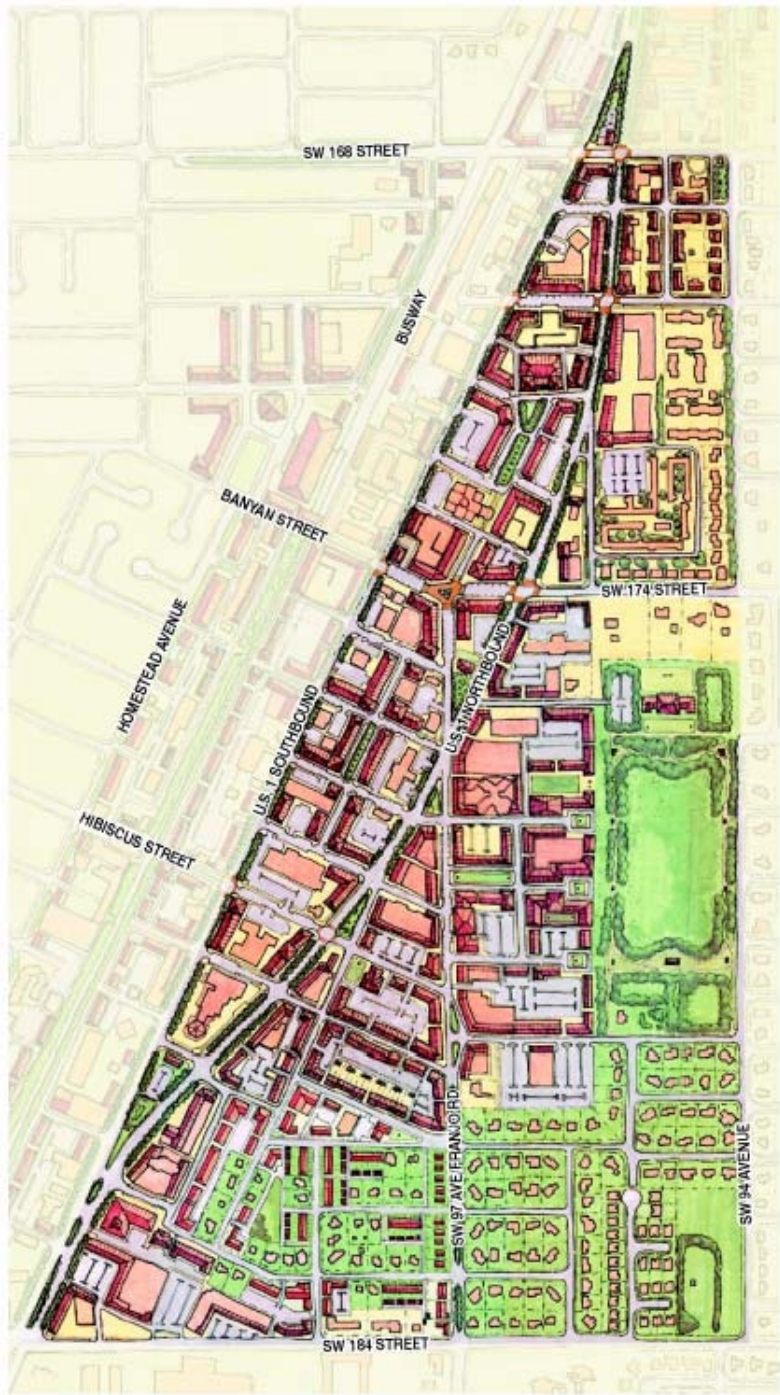 SW 168 STREET
BUSWAY
BANYAN STREET
SW 174 STREET
HOMESTEAD AVENUE
U.S. 1 NORTHBOUND
U.S. 1 SOUTHBOUND
HIBISCUS STREET
SW 97 AVE/FRANJO RD
SW 94 AVENUE
SW 184 STREET